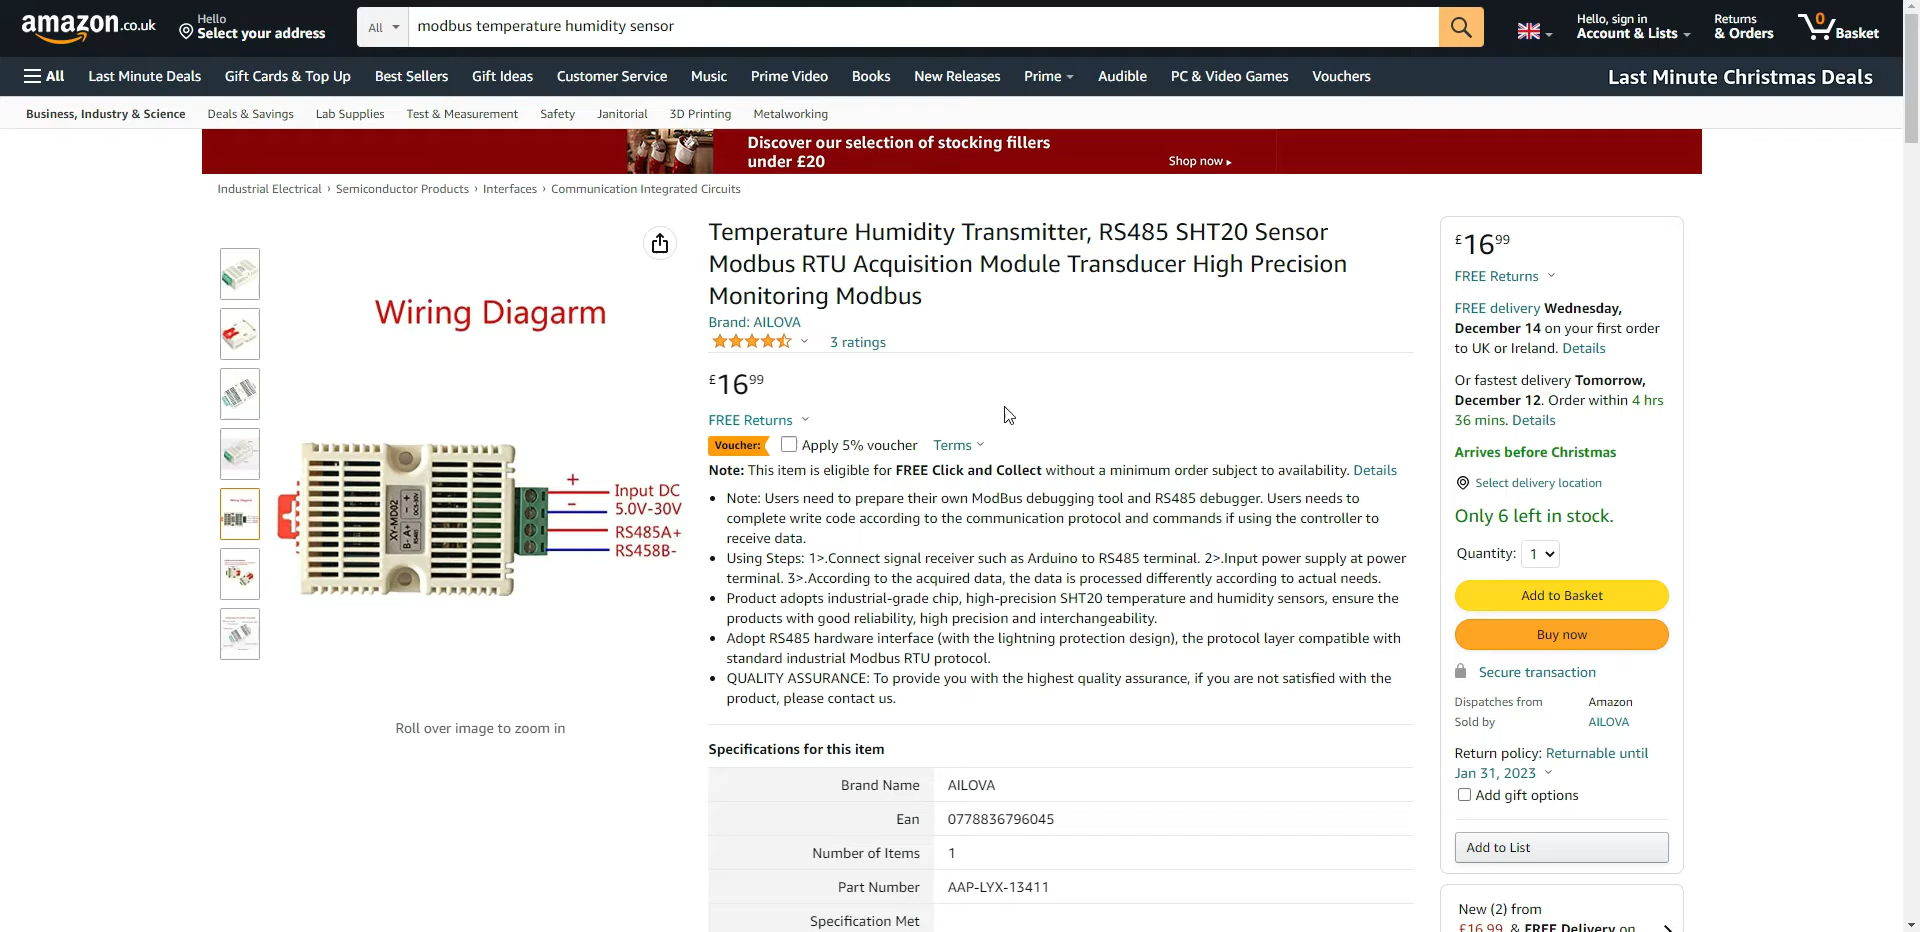 amazon.co.uk
Hello
Select your address
All
modbus temperature humidity sensor
Hello, sign in
Account & Lists
Returns
& Orders
0
Basket
All
Last Minute Deals
Gift Cards & Top Up
Best Sellers
Gift Ideas
Customer Service
Music
Prime Video
Books
New Releases
Prime
Audible
PC & Video Games
Vouchers
Last Minute Christmas Deals
Business, Industry & Science
Deals & Savings
Lab Supplies
Test & Measurement
Safety
Janitorial
3D Printing
Metalworking
Discover our selection of stocking fillers
under £20
Shop now ▸
Industrial Electrical › Semiconductor Products › Interfaces › Communication Integrated Circuits
Wiring Diagarm
XY-MD02
+
Input DC
-
5.0V-30V
RS485A+
RS458B-
Roll over image to zoom in
Temperature Humidity Transmitter, RS485 SHT20 Sensor
Modbus RTU Acquisition Module Transducer High Precision
Monitoring Modbus
Brand: AILOVA
3 ratings
£1699
FREE Returns
Voucher:
Apply 5% voucher
Terms
Note: This item is eligible for FREE Click and Collect without a minimum order subject to availability. Details
• Note: Users need to prepare their own ModBus debugging tool and RS485 debugger. Users needs to
complete write code according to the communication protocol and commands if using the controller to
receive data.
• Using Steps: 1>.Connect signal receiver such as Arduino to RS485 terminal. 2>.Input power supply at power
terminal. 3>.According to the acquired data, the data is processed differently according to actual needs.
• Product adopts industrial-grade chip, high-precision SHT20 temperature and humidity sensors, ensure the
products with good reliability, high precision and interchangeability.
• Adopt RS485 hardware interface (with the lightning protection design), the protocol layer compatible with
standard industrial Modbus RTU protocol.
• QUALITY ASSURANCE: To provide you with the highest quality assurance, if you are not satisfied with the
product, please contact us.
Specifications for this item
Brand Name AILOVA
Ean 0778836796045
Number of Items 1
Part Number AAP-LYX-13411
Specification Met
£1699
FREE Returns
FREE delivery Wednesday,
December 14 on your first order
to UK or Ireland. Details
Or fastest delivery Tomorrow,
December 12. Order within 4 hrs
36 mins. Details
Arrives before Christmas
Select delivery location
Only 6 left in stock.
Quantity: 1
Add to Basket
Buy now
Secure transaction
Dispatches from Amazon
Sold by AILOVA
Return policy: Returnable until
Jan 31, 2023
Add gift options
Add to List
New (2) from
£16.99 & FREE Delivery on